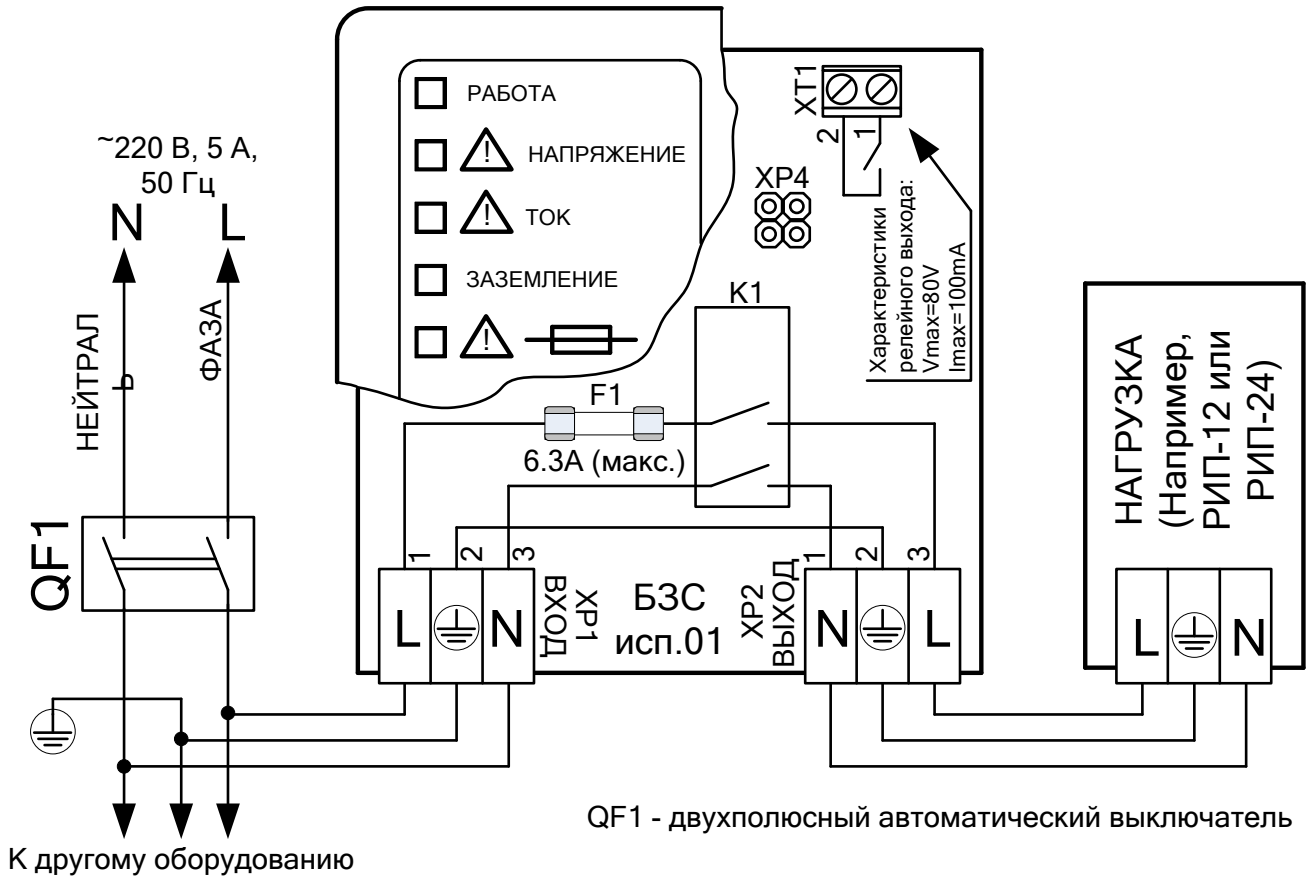 ~220 В, 5 А,
50 Гц
N L
НЕЙТРАЛ
Ь
ФАЗА
QF1
К другому оборудованию
РАБОТА
! НАПРЯЖЕНИЕ
! ТОК
ЗАЗЕМЛЕНИЕ
!
XT1
2 1
XP4
Характеристики
релейного выхода:
Vmax=80V
Imax=100mA
K1
F1
6.3А (макс.)
1 2 3
L N
XP1
ВХОД
БЗС
исп.01
XP2
ВЫХОД
1 2 3
N L
НАГРУЗКА
(Например,
РИП-12 или
РИП-24)
L N
QF1 - двухполюсный автоматический выключатель